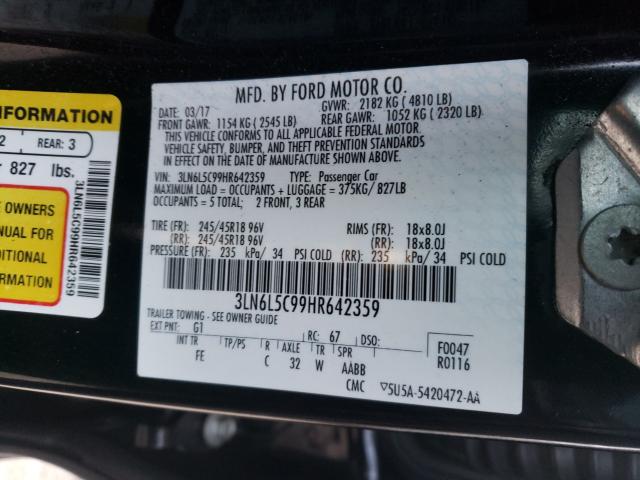 INFORMATION
2 REAR: 3
827 lbs.
E OWNERS
ANUAL FOR
DITIONAL
ORMATION
3LN6L5C99HR642359
MFD. BY FORD MOTOR CO.
DATE: 03/17 GVWR: 2182 KG ( 4810 LB)
FRONT GAWR: 1154 KG ( 2545 LB) REAR GAWR: 1052 KG ( 2320 LB)
THIS VEHICLE CONFORMS TO ALL APPLICABLE FEDERAL MOTOR
VEHICLE SAFETY, BUMPER, AND THEFT PREVENTION STANDARDS IN
EFFECT ON THE DATE OF MANUFACTURE SHOWN ABOVE.
VIN: 3LN6L5C99HR642359 TYPE: Passenger Car
MAXIMUM LOAD = OCCUPANTS + LUGGAGE = 375KG/827LB
OCCUPANTS = 5 TOTAL; 2 FRONT, 3 REAR
TIRE (FR): 245/45R18 96V RIMS (FR): 18x8.0J
(RR): 245/45R18 96V (RR): 18x8.0J
PRESSURE (FR): 235 kPa/ 34 PSI COLD (RR): 235 kPa/ 34 PSI COLD
3LN6L5C99HR642359
TRAILER TOWING - SEE OWNER GUIDE
EXT PNT: G1 RC: 67 DSO: F0047
INT TR TP/PS R AXLE TR SPR R0116
FE C 32 W AABB
CMC ▽5U5A-5420472-AA